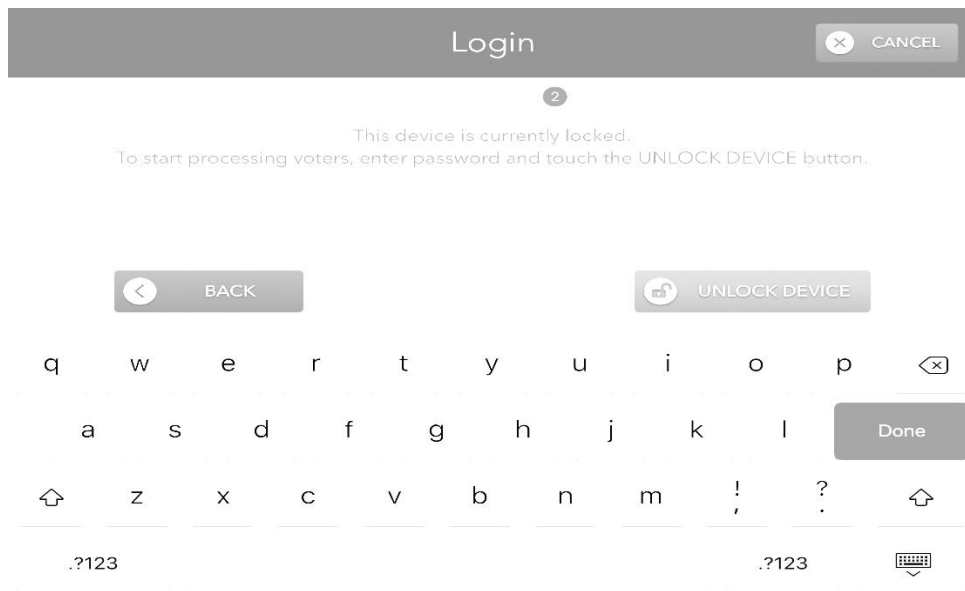 Login
CANCEL
2
This device is currently locked.
To start processing voters, enter password and touch the UNLOCK DEVICE button.
BACK
UNLOCK DEVICE
q w e r t y u i o p
a s d f g h j k l Done
z x c v b n m ! , ? .
.?123 .?123